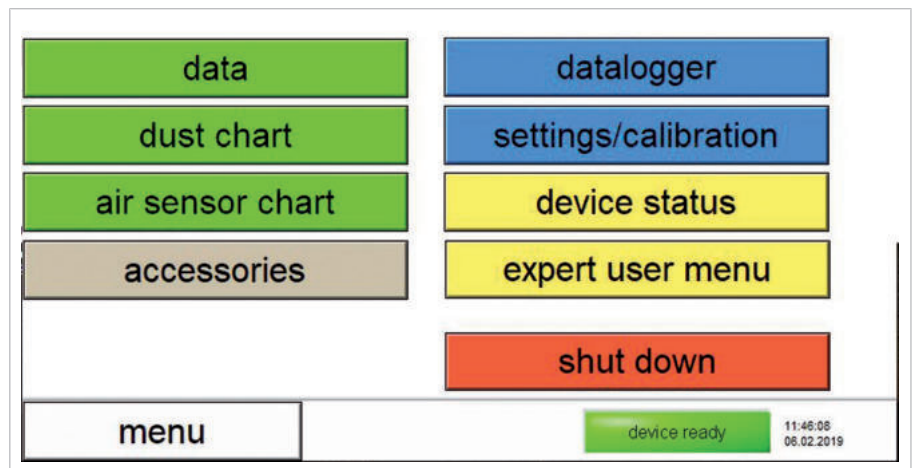 data
dust chart
air sensor chart
accessories
datalogger
settings/calibration
device status
expert user menu
shut down
menu
device ready
11:46:08
06.02.2019